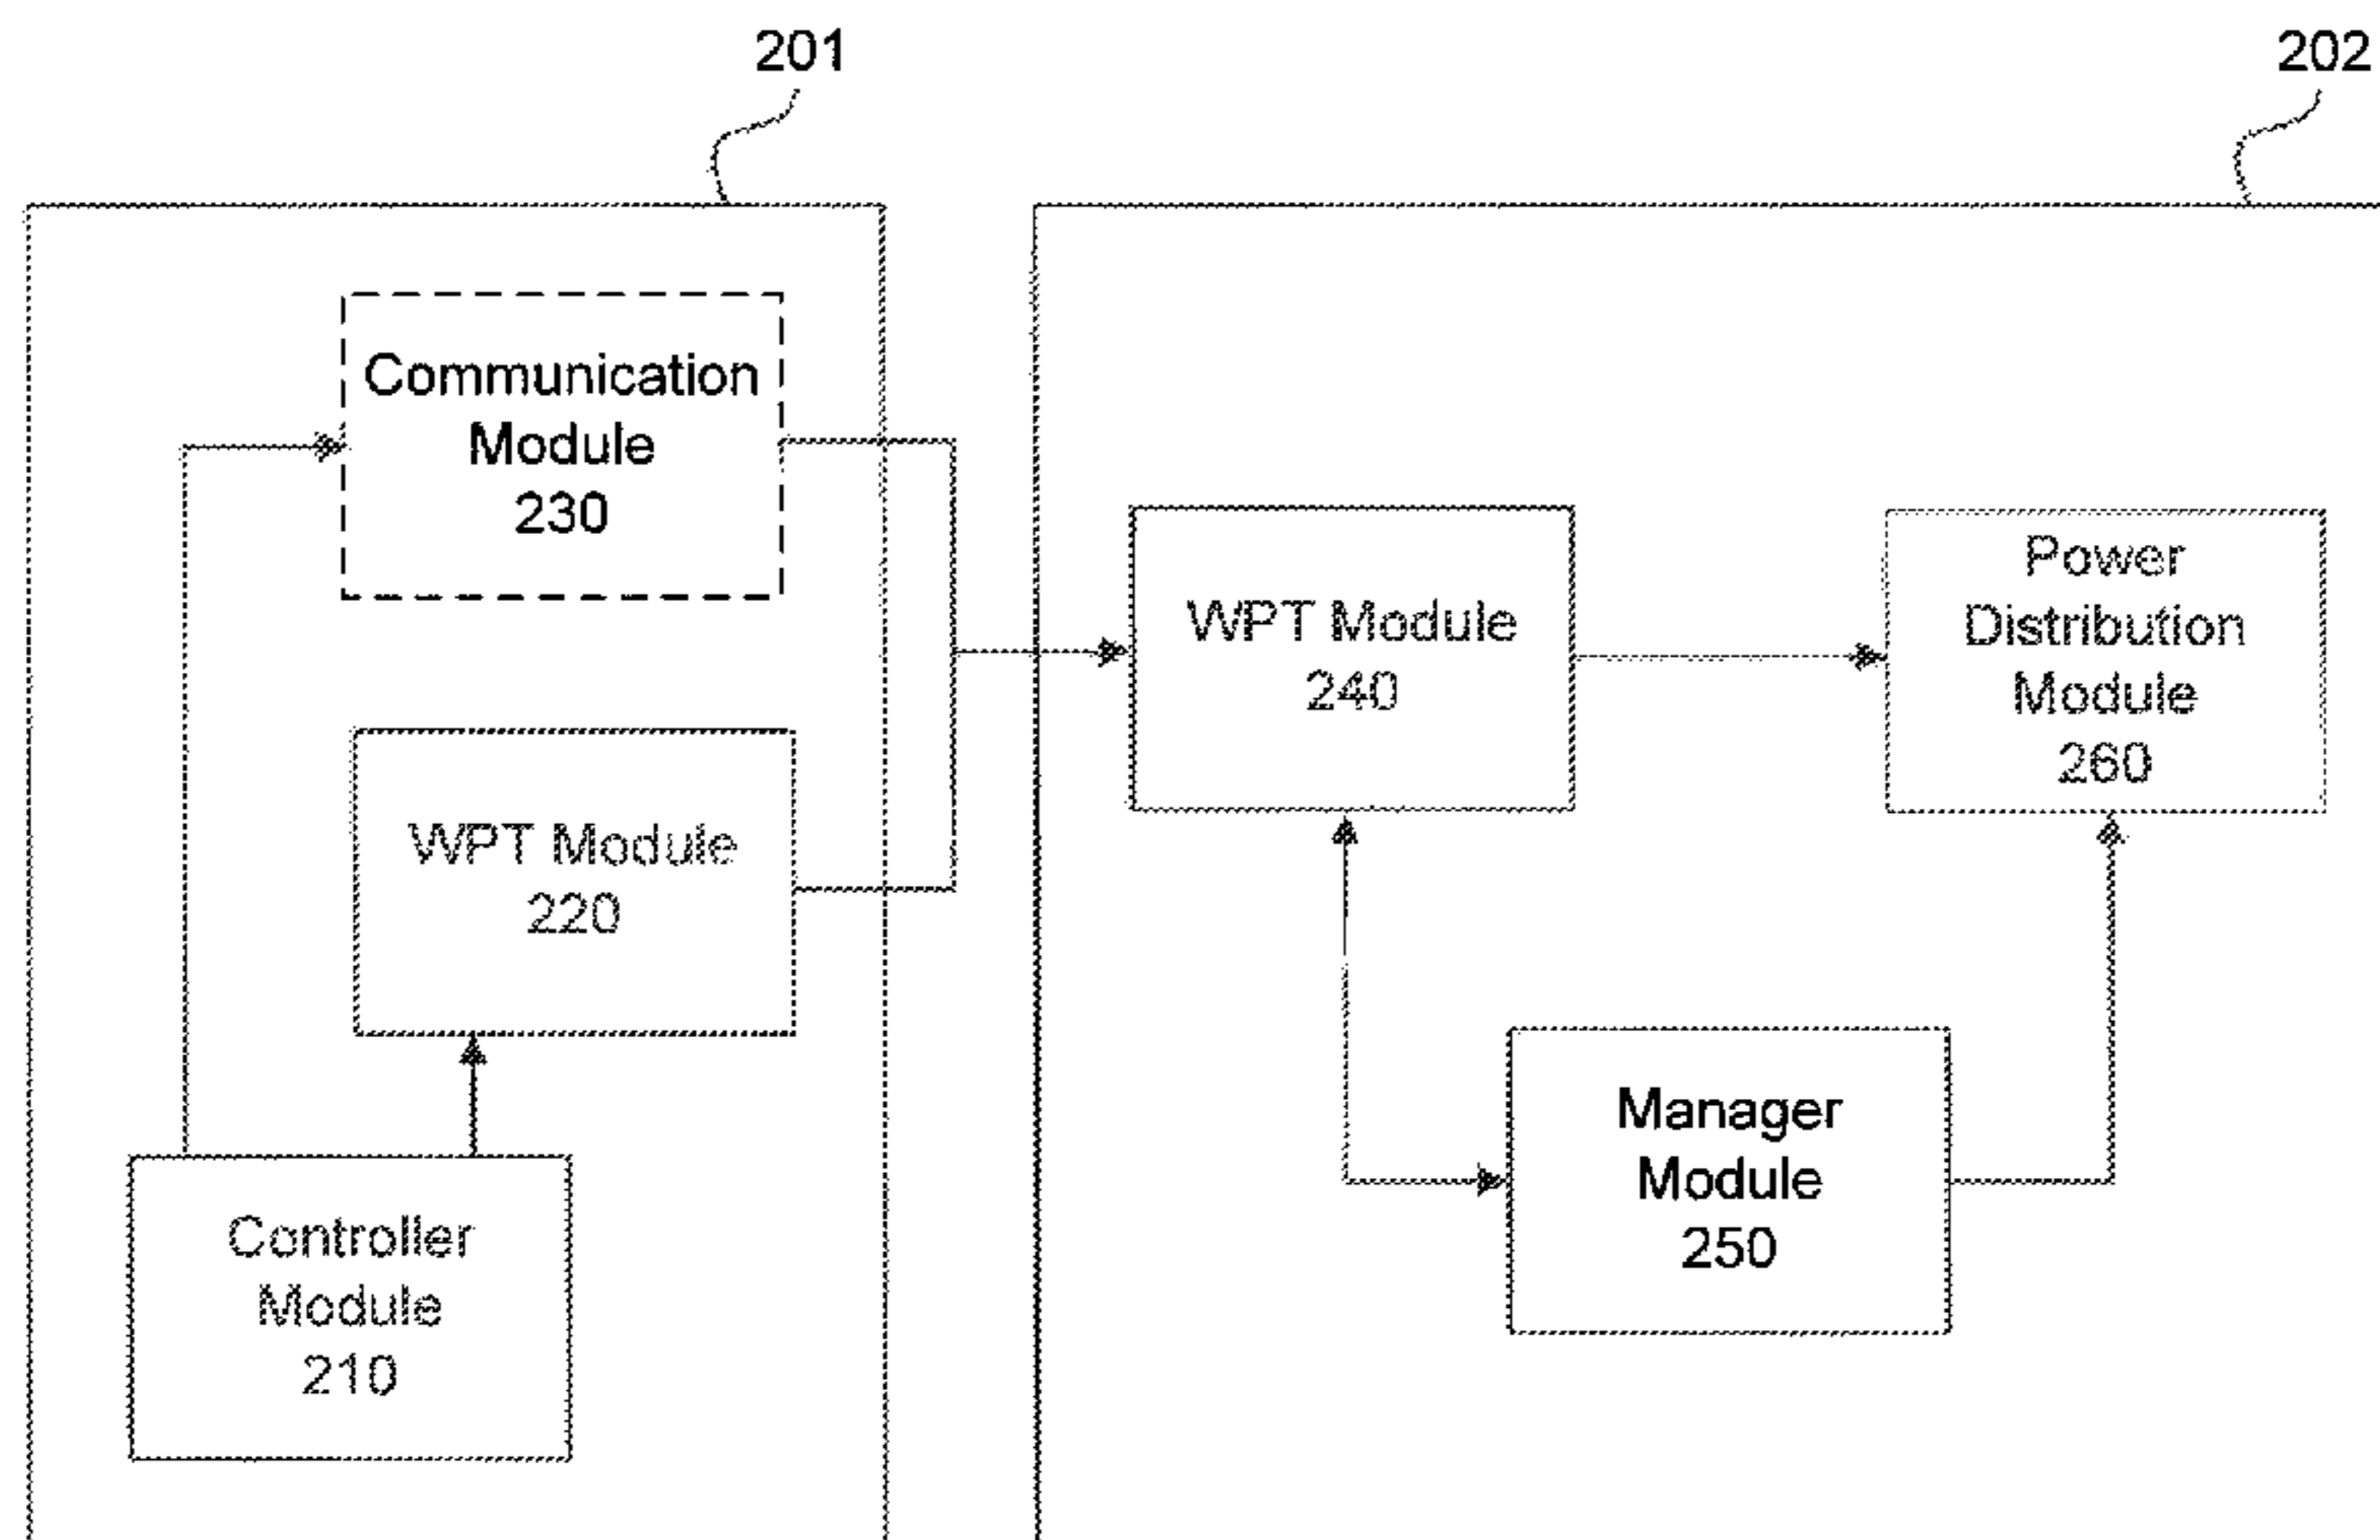 201
202
Communication
Module
230
WPT Module
220
Controller
Module
210
WPT Module
240
Power
Distribution
Module
260
Manager
Module
250